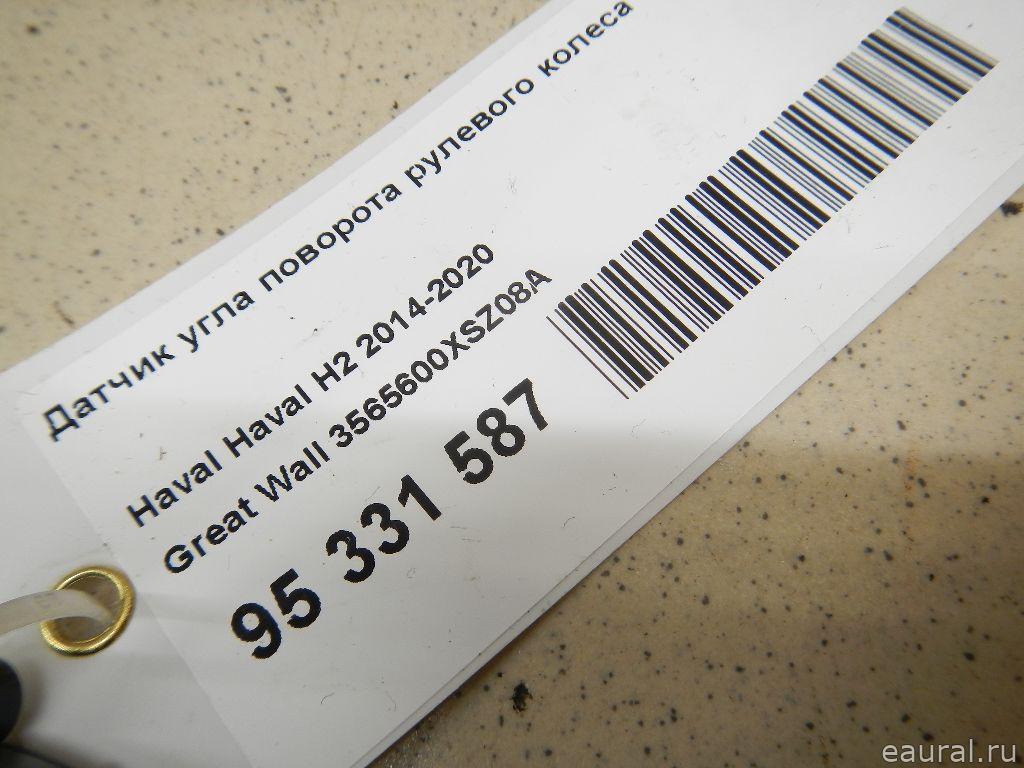 Датчик угла поворота рулевого колеса
Haval Haval H2 2014-2020
Great Wall 3565600XSZ08A
95 331 587
eaural.ru